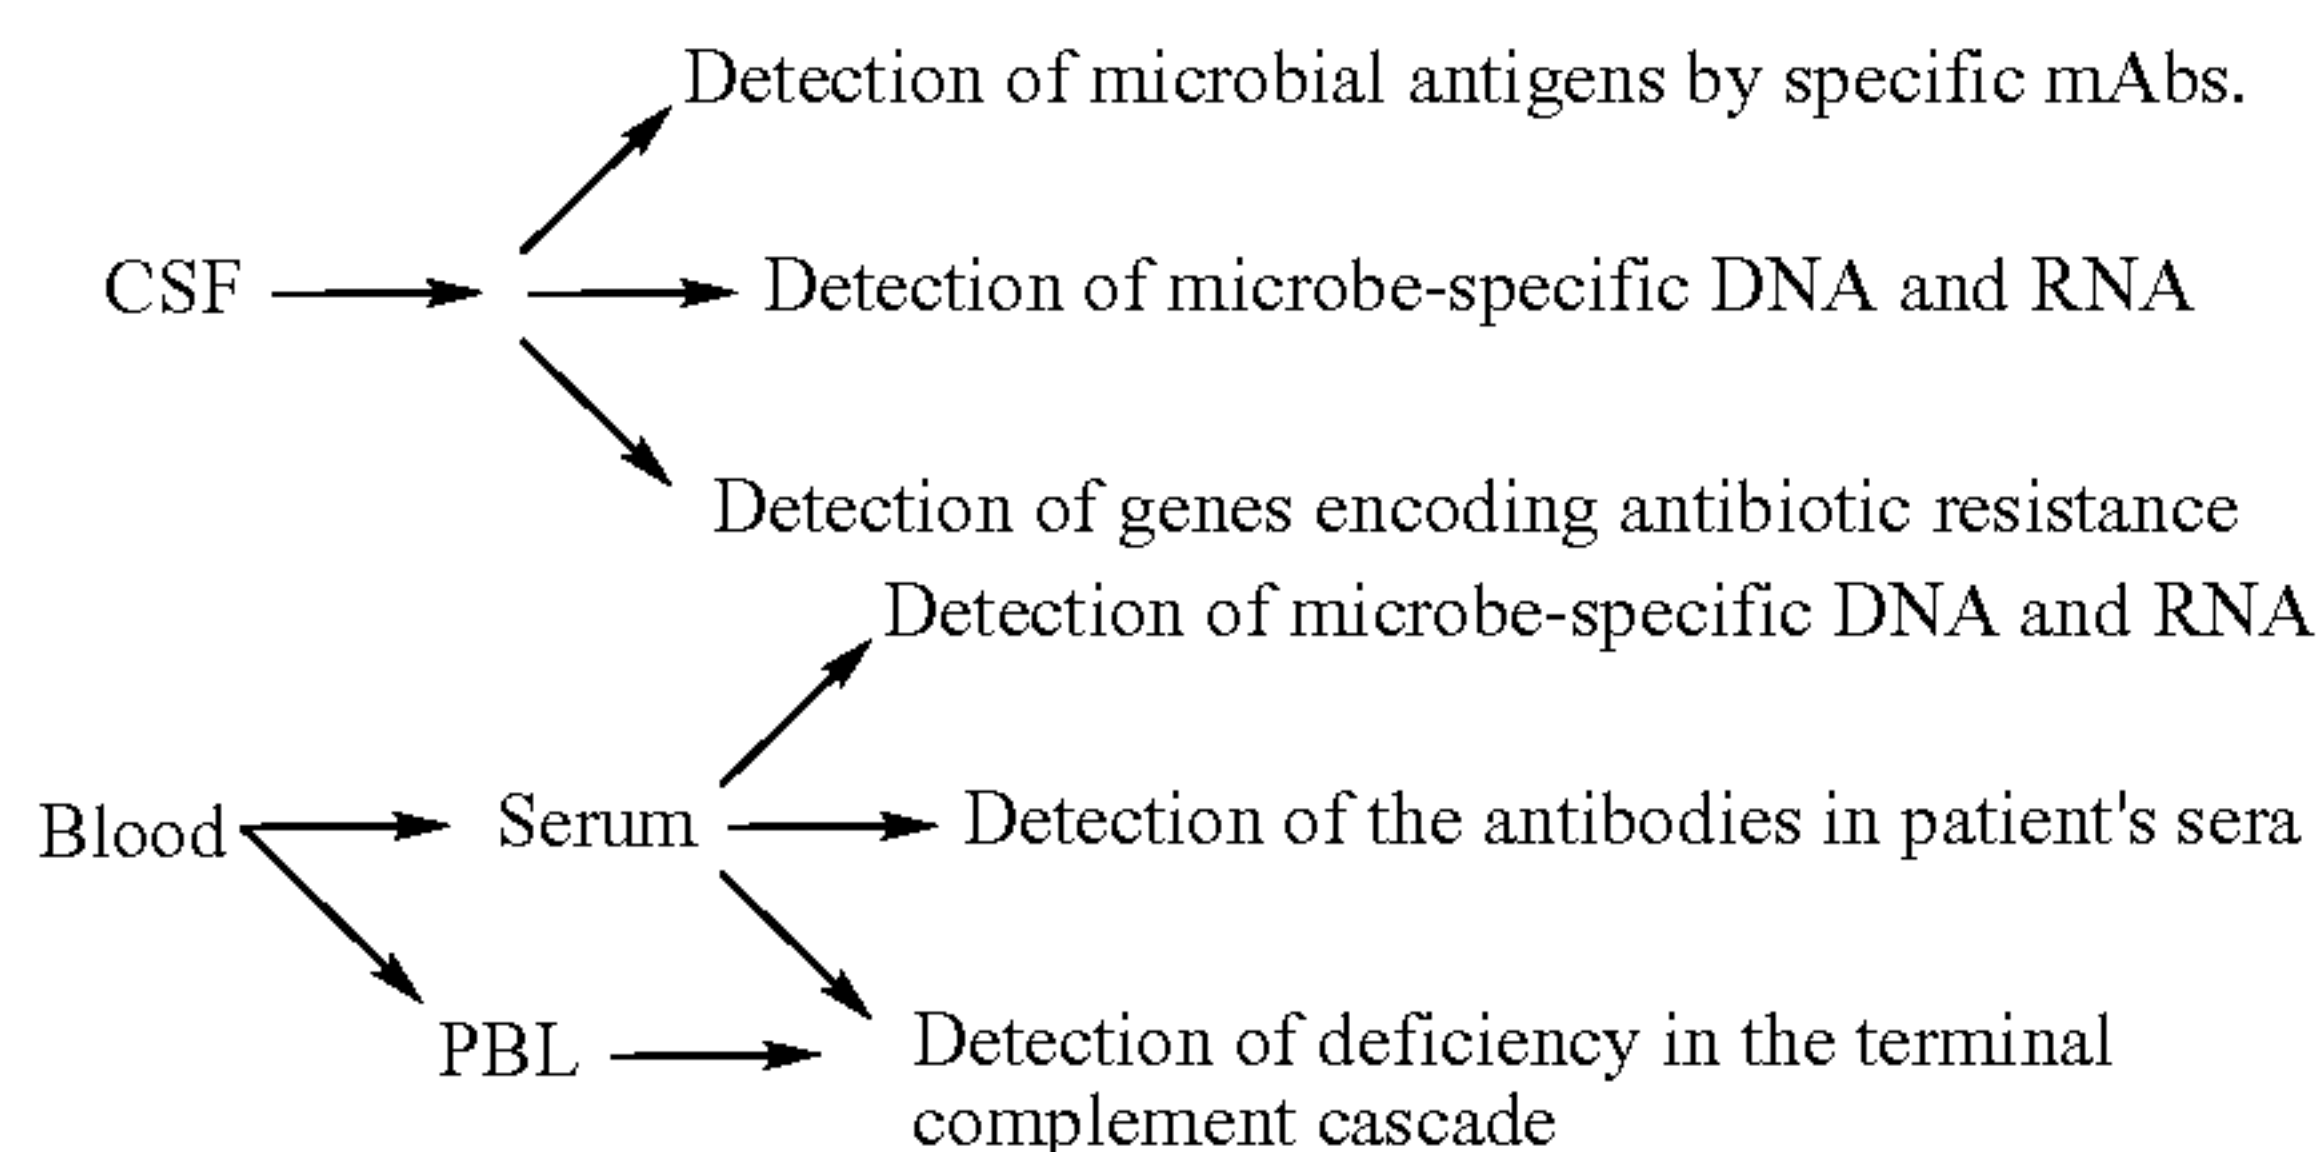 Detection of microbial antigens by specific mAbs.
CSF
Detection of microbe-specific DNA and RNA
Detection of genes encoding antibiotic resistance
Detection of microbe-specific DNA and RNA
Blood
Serum
Detection of the antibodies in patient's sera
PBL
Detection of deficiency in the terminal
complement cascade